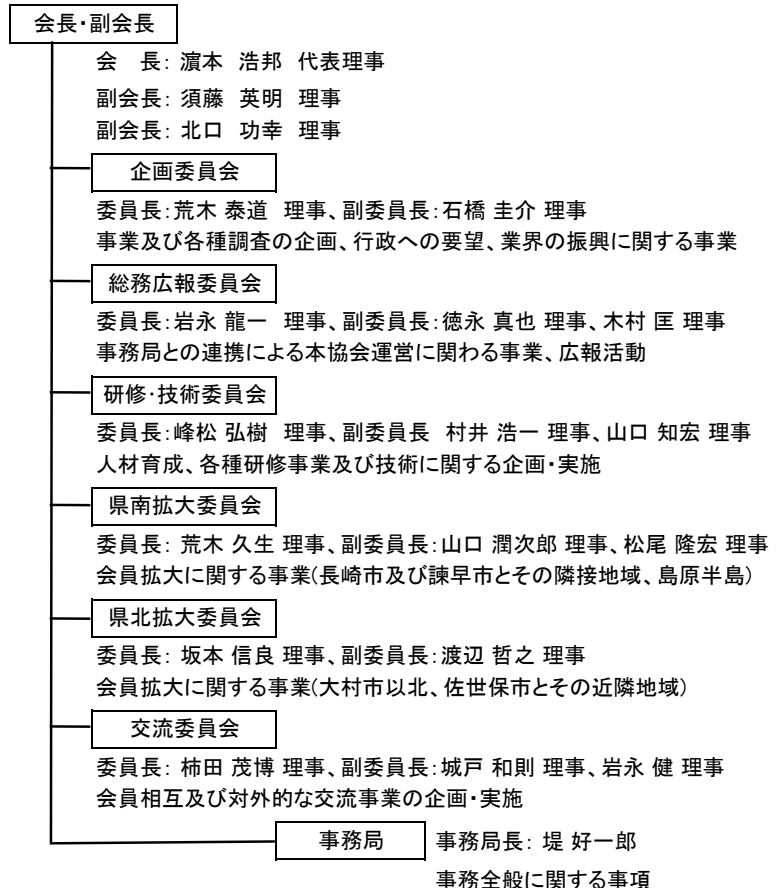 会長・副会長
会　長： 濵本　浩邦　代表理事
副会長： 須藤　英明　理事
副会長： 北口　功幸　理事
企画委員会
委員長：荒木 泰道　理事、副委員長：石橋 圭介 理事
事業及び各種調査の企画、行政への要望、業界の振興に関する事業
総務広報委員会
委員長：岩永 龍一　理事、副委員長：徳永 真也 理事、木村 匡 理事
事務局との連携による本協会運営に関わる事業、広報活動
研修・技術委員会
委員長：峰松 弘樹　理事、副委員長　村井 浩一 理事、山口 知宏 理事
人材育成、各種研修事業及び技術に関する企画・実施
県南拡大委員会
委員長： 荒木 久生 理事、副委員長：山口 潤次郎 理事、松尾 隆宏 理事
会員拡大に関する事業（長崎市及び諫早市とその隣接地域、島原半島）
県北拡大委員会
委員長： 坂本 信良 理事、副委員長：渡辺 哲之 理事
会員拡大に関する事業（大村市以北、佐世保市とその近隣地域）
交流委員会
委員長： 柿田 茂博 理事、副委員長：城戸 和則 理事、岩永 健 理事
会員相互及び対外的な交流事業の企画・実施
事務局　事務局長： 堤 好一郎
事務全般に関する事項